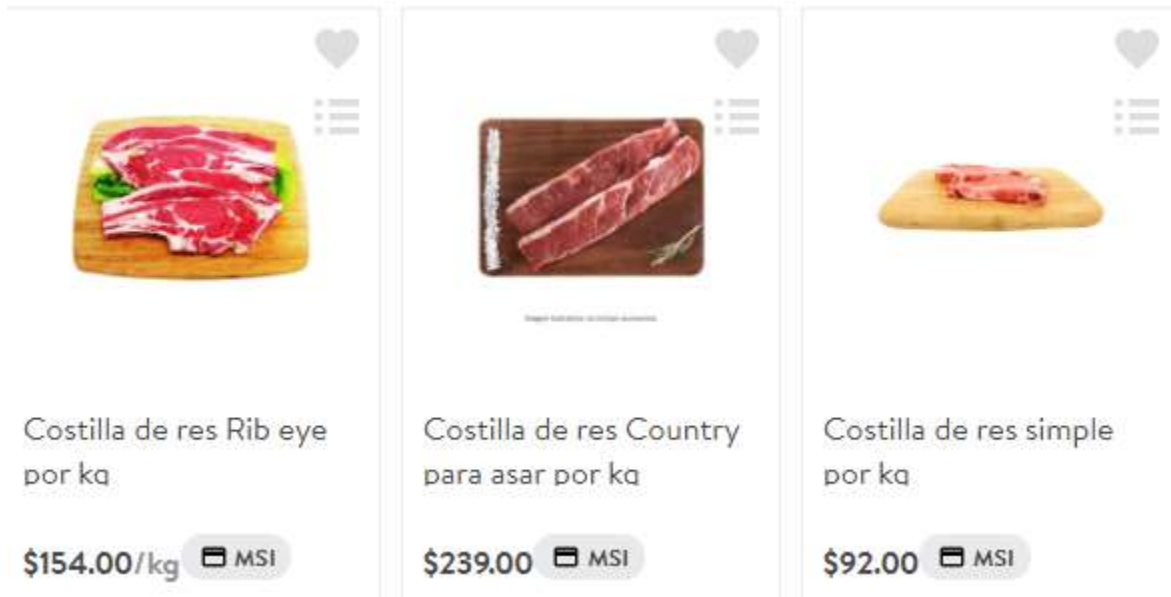 Costilla de res Rib eye
por kg
$154.00/kg MSI
Costilla de res Country
para asar por kg
$239.00 MSI
Costilla de res simple
por kg
$92.00 MSI